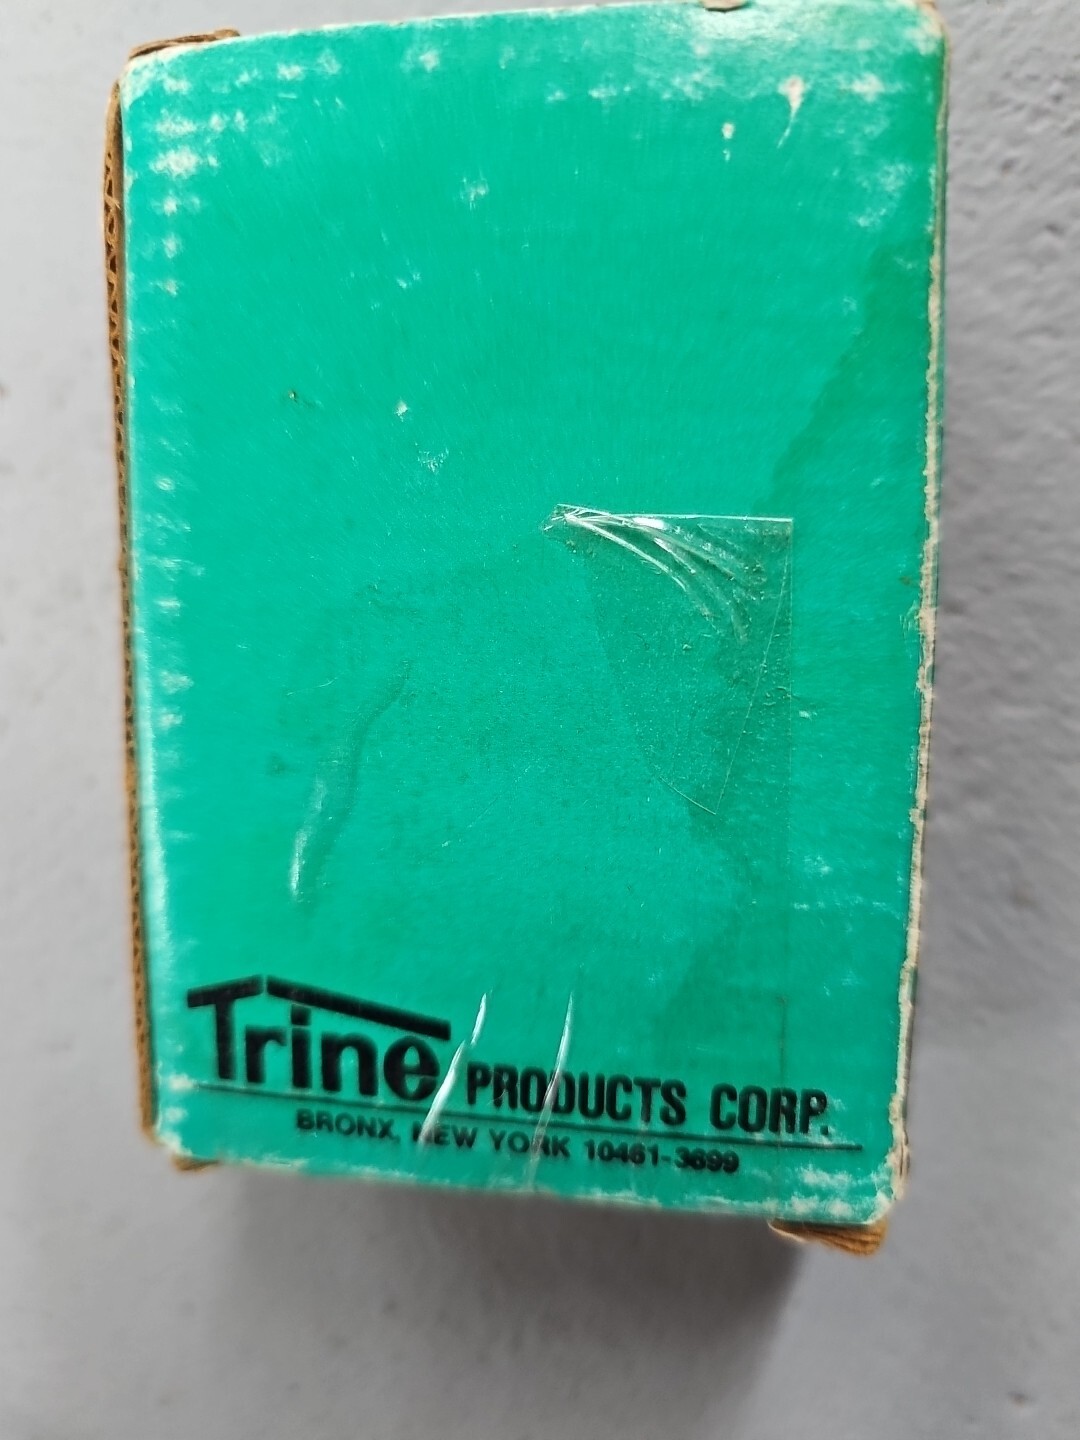 Trine PRODUCTS CORP.
BRONX, NEW YORK 10461-3699